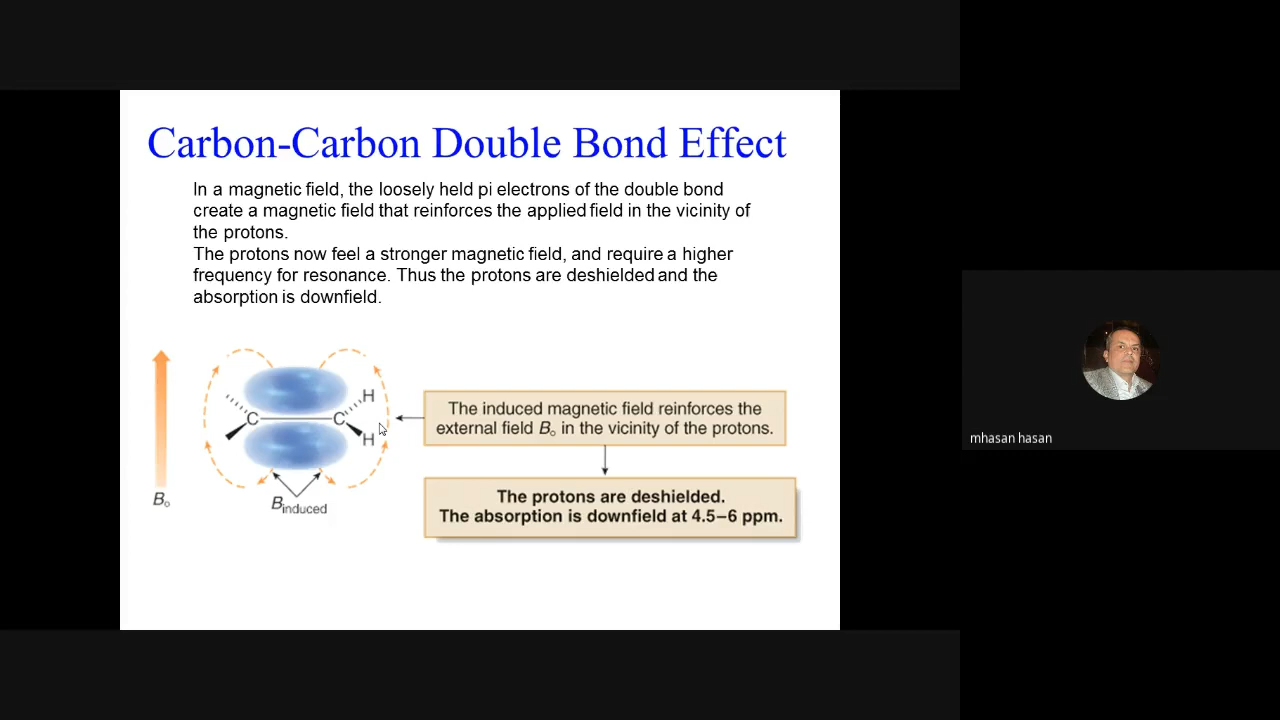 Carbon-Carbon Double Bond Effect
In a magnetic field, the loosely held pi electrons of the double bond
create a magnetic field that reinforces the applied field in the vicinity of
the protons.
The protons now feel a stronger magnetic field, and require a higher
frequency for resonance. Thus the protons are deshielded and the
absorption is downfield.
H
C
C
H
B₀
Binduced
The induced magnetic field reinforces the
external field B₀ in the vicinity of the protons.
The protons are deshielded.
The absorption is downfield at 4.5–6 ppm.
mhasan hasan